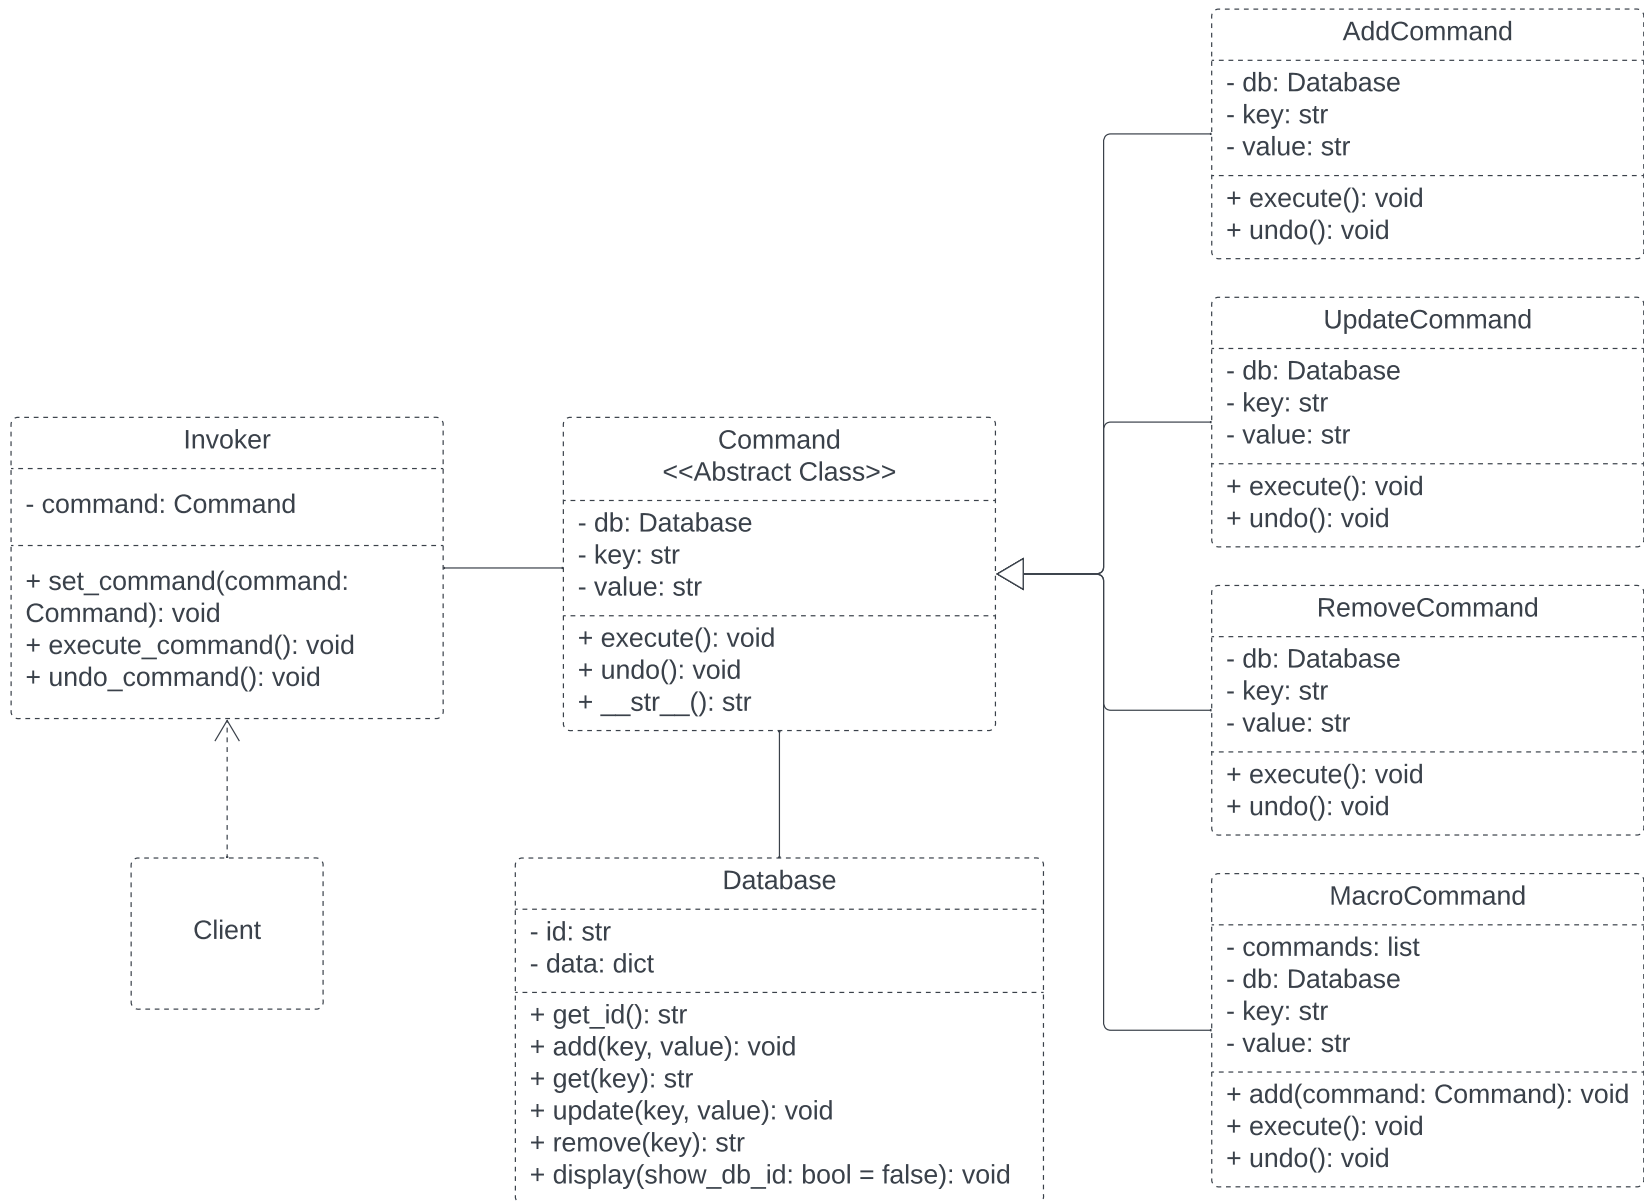 Invoker
- command: Command
+ set_command(command:
Command): void
+ execute_command(): void
+ undo_command(): void
Client
Command
<<Abstract Class>>
- db: Database
- key: str
- value: str
+ execute(): void
+ undo(): void
+ __str__(): str
Database
- id: str
- data: dict
+ get_id(): str
+ add(key, value): void
+ get(key): str
+ update(key, value): void
+ remove(key): str
+ display(show_db_id: bool = false): void
AddCommand
- db: Database
- key: str
- value: str
+ execute(): void
+ undo(): void
UpdateCommand
- db: Database
- key: str
- value: str
+ execute(): void
+ undo(): void
RemoveCommand
- db: Database
- key: str
- value: str
+ execute(): void
+ undo(): void
MacroCommand
- commands: list
- db: Database
- key: str
- value: str
+ add(command: Command): void
+ execute(): void
+ undo(): void